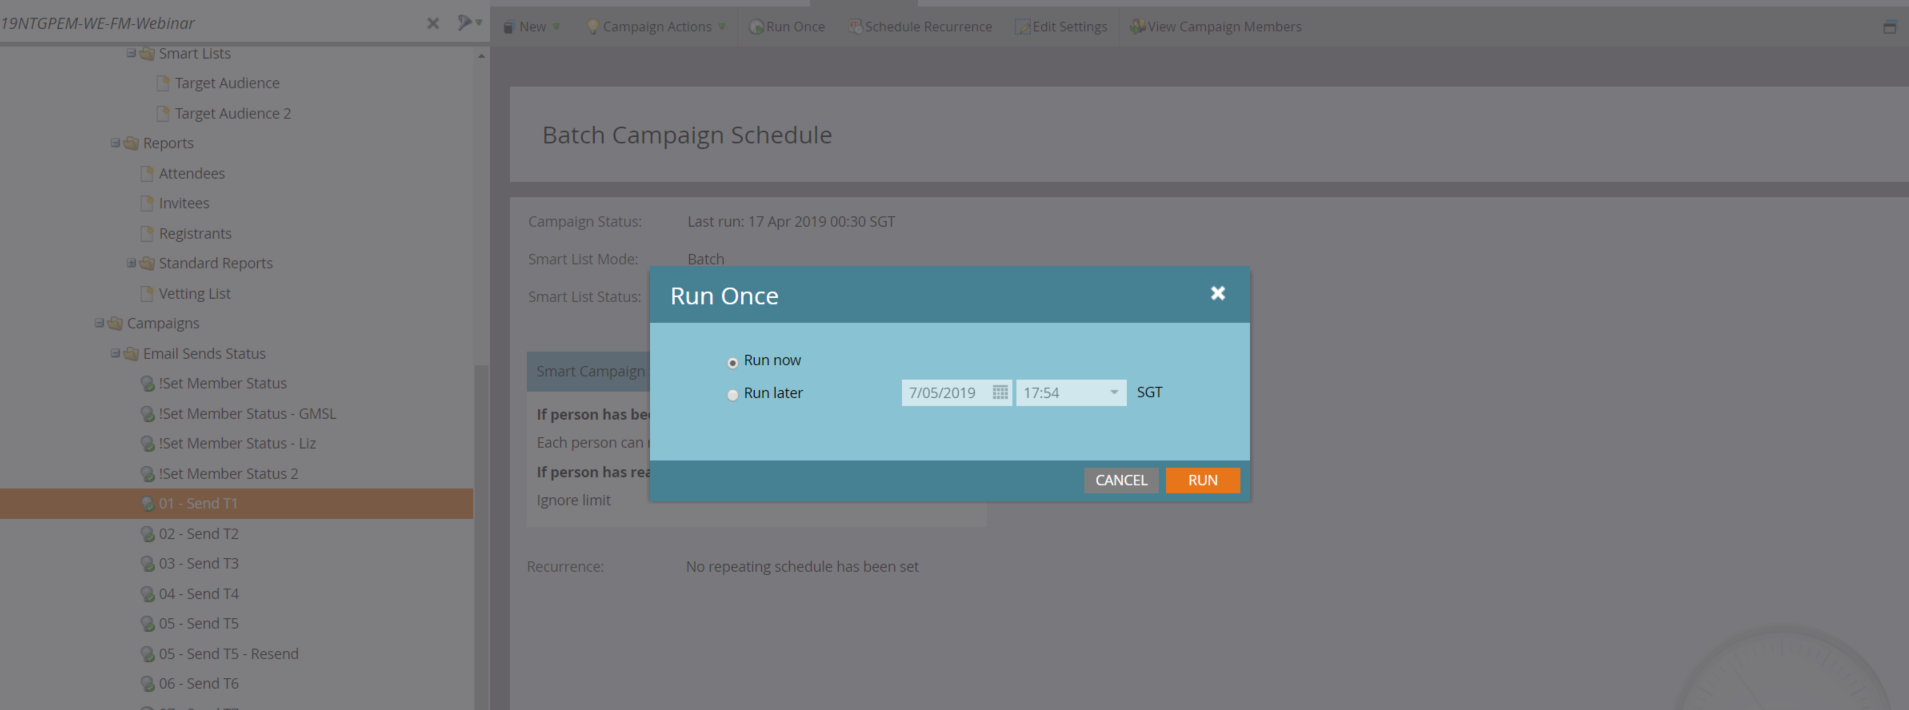 19NTGPEM-WE-FM-Webinar
New
Campaign Actions
Run Once
Schedule Recurrence
Edit Settings
View Campaign Members
Smart Lists
Target Audience
Target Audience 2
Reports
Attendees
Invitees
Registrants
Standard Reports
Vetting List
Campaigns
Email Sends Status
!Set Member Status
!Set Member Status - GMSL
!Set Member Status - Liz
!Set Member Status 2
01 - Send T1
02 - Send T2
03 - Send T3
04 - Send T4
05 - Send T5
05 - Send T5 - Resend
06 - Send T6
Batch Campaign Schedule
Campaign Status: Last run: 17 Apr 2019 00:30 SGT
Smart List Mode: Batch
Smart List Status:
Smart Campaign
If person has be
Each person can
If person has rea
Ignore limit
Recurrence: No repeating schedule has been set
Run Once
Run now
Run later 7/05/2019 17:54 SGT
CANCEL RUN